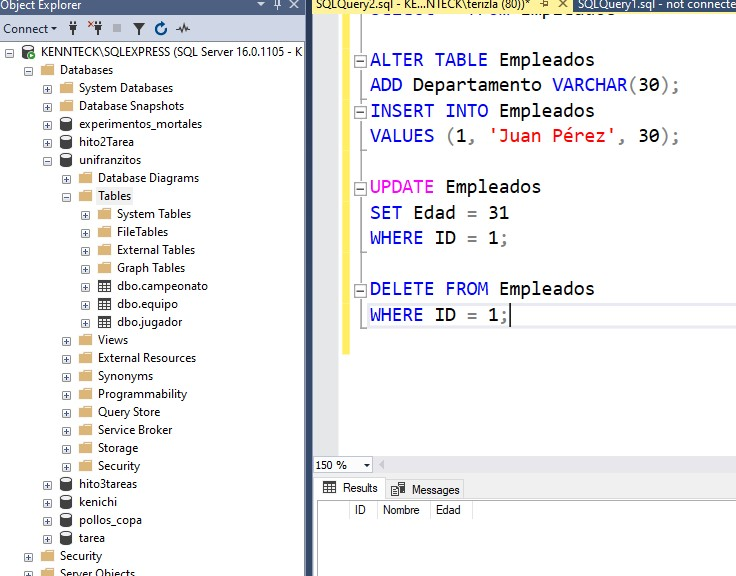 Object Explorer
Connect
KENNTECK\SQLEXPRESS (SQL Server 16.0.1105 - K
Databases
System Databases
Database Snapshots
experimentos_mortales
hito2Tarea
unifranzitos
Database Diagrams
Tables
System Tables
FileTables
External Tables
Graph Tables
dbo.campeonato
dbo.equipo
dbo.jugador
Views
External Resources
Synonyms
Programmability
Query Store
Service Broker
Storage
Security
hito3tareas
kenichi
pollos_copa
tarea
Security
Server Objects
SQLQuery2.sql - KE...NTECK\terizla (80))*
SQLQuery1.sql - not connecte
ALTER TABLE Empleados
ADD Departamento VARCHAR(30);
INSERT INTO Empleados
VALUES (1, 'Juan Pérez', 30);
UPDATE Empleados
SET Edad = 31
WHERE ID = 1;
DELETE FROM Empleados
WHERE ID = 1;
150 %
Results
Messages
ID Nombre Edad